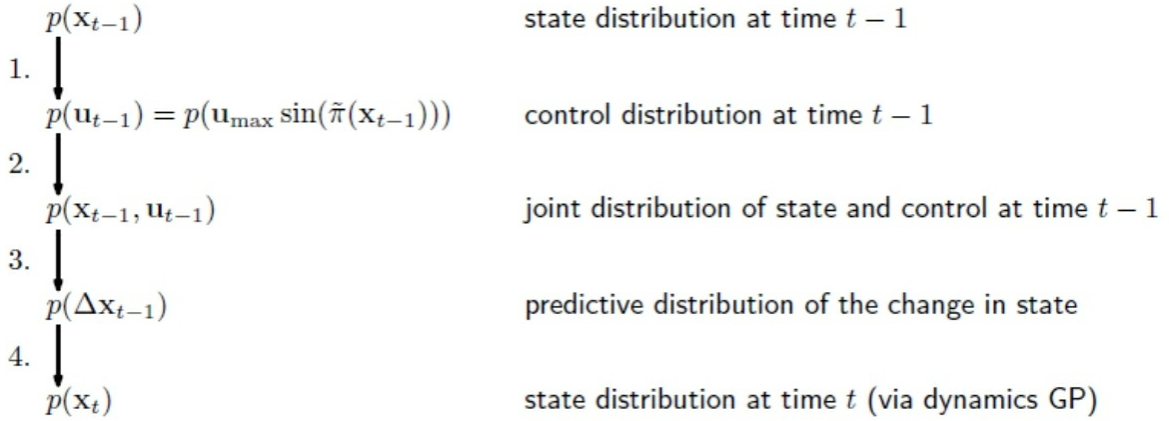 p(x_{t−1}) state distribution at time t − 1
1.
p(u_{t−1}) = p(u_max sin(π̃(x_{t−1}))) control distribution at time t − 1
2.
p(x_{t−1}, u_{t−1}) joint distribution of state and control at time t − 1
3.
p(Δx_{t−1}) predictive distribution of the change in state
4.
p(x_t) state distribution at time t (via dynamics GP)